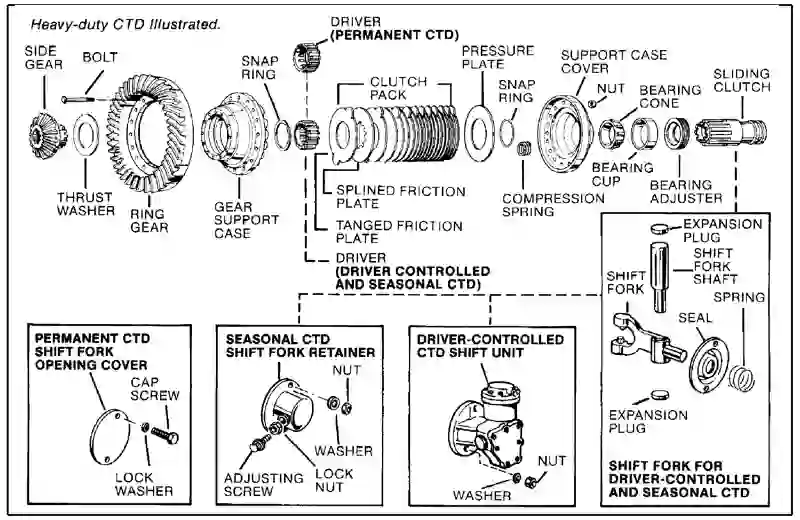 Heavy-duty CTD Illustrated.
SIDE
GEAR
BOLT
THRUST
WASHER
RING
GEAR
SNAP
RING
GEAR
SUPPORT
CASE
DRIVER
(PERMANENT CTD)
CLUTCH
PACK
SPLINED FRICTION
PLATE
TANGED FRICTION
PLATE
DRIVER
(DRIVER CONTROLLED
AND SEASONAL CTD)
PRESSURE
PLATE
SNAP
RING
COMPRESSION
SPRING
SUPPORT CASE
COVER
NUT
BEARING
CONE
BEARING
CUP
BEARING
ADJUSTER
SLIDING
CLUTCH
EXPANSION
PLUG
SHIFT
FORK
SHAFT
SHIFT
FORK
SPRING
SEAL
EXPANSION
PLUG
SHIFT FORK FOR
DRIVER-CONTROLLED
AND SEASONAL CTD
PERMANENT CTD
SHIFT FORK
OPENING COVER
CAP
SCREW
LOCK
WASHER
SEASONAL CTD
SHIFT FORK RETAINER
NUT
WASHER
ADJUSTING
SCREW
LOCK
NUT
DRIVER-CONTROLLED
CTD SHIFT UNIT
NUT
WASHER